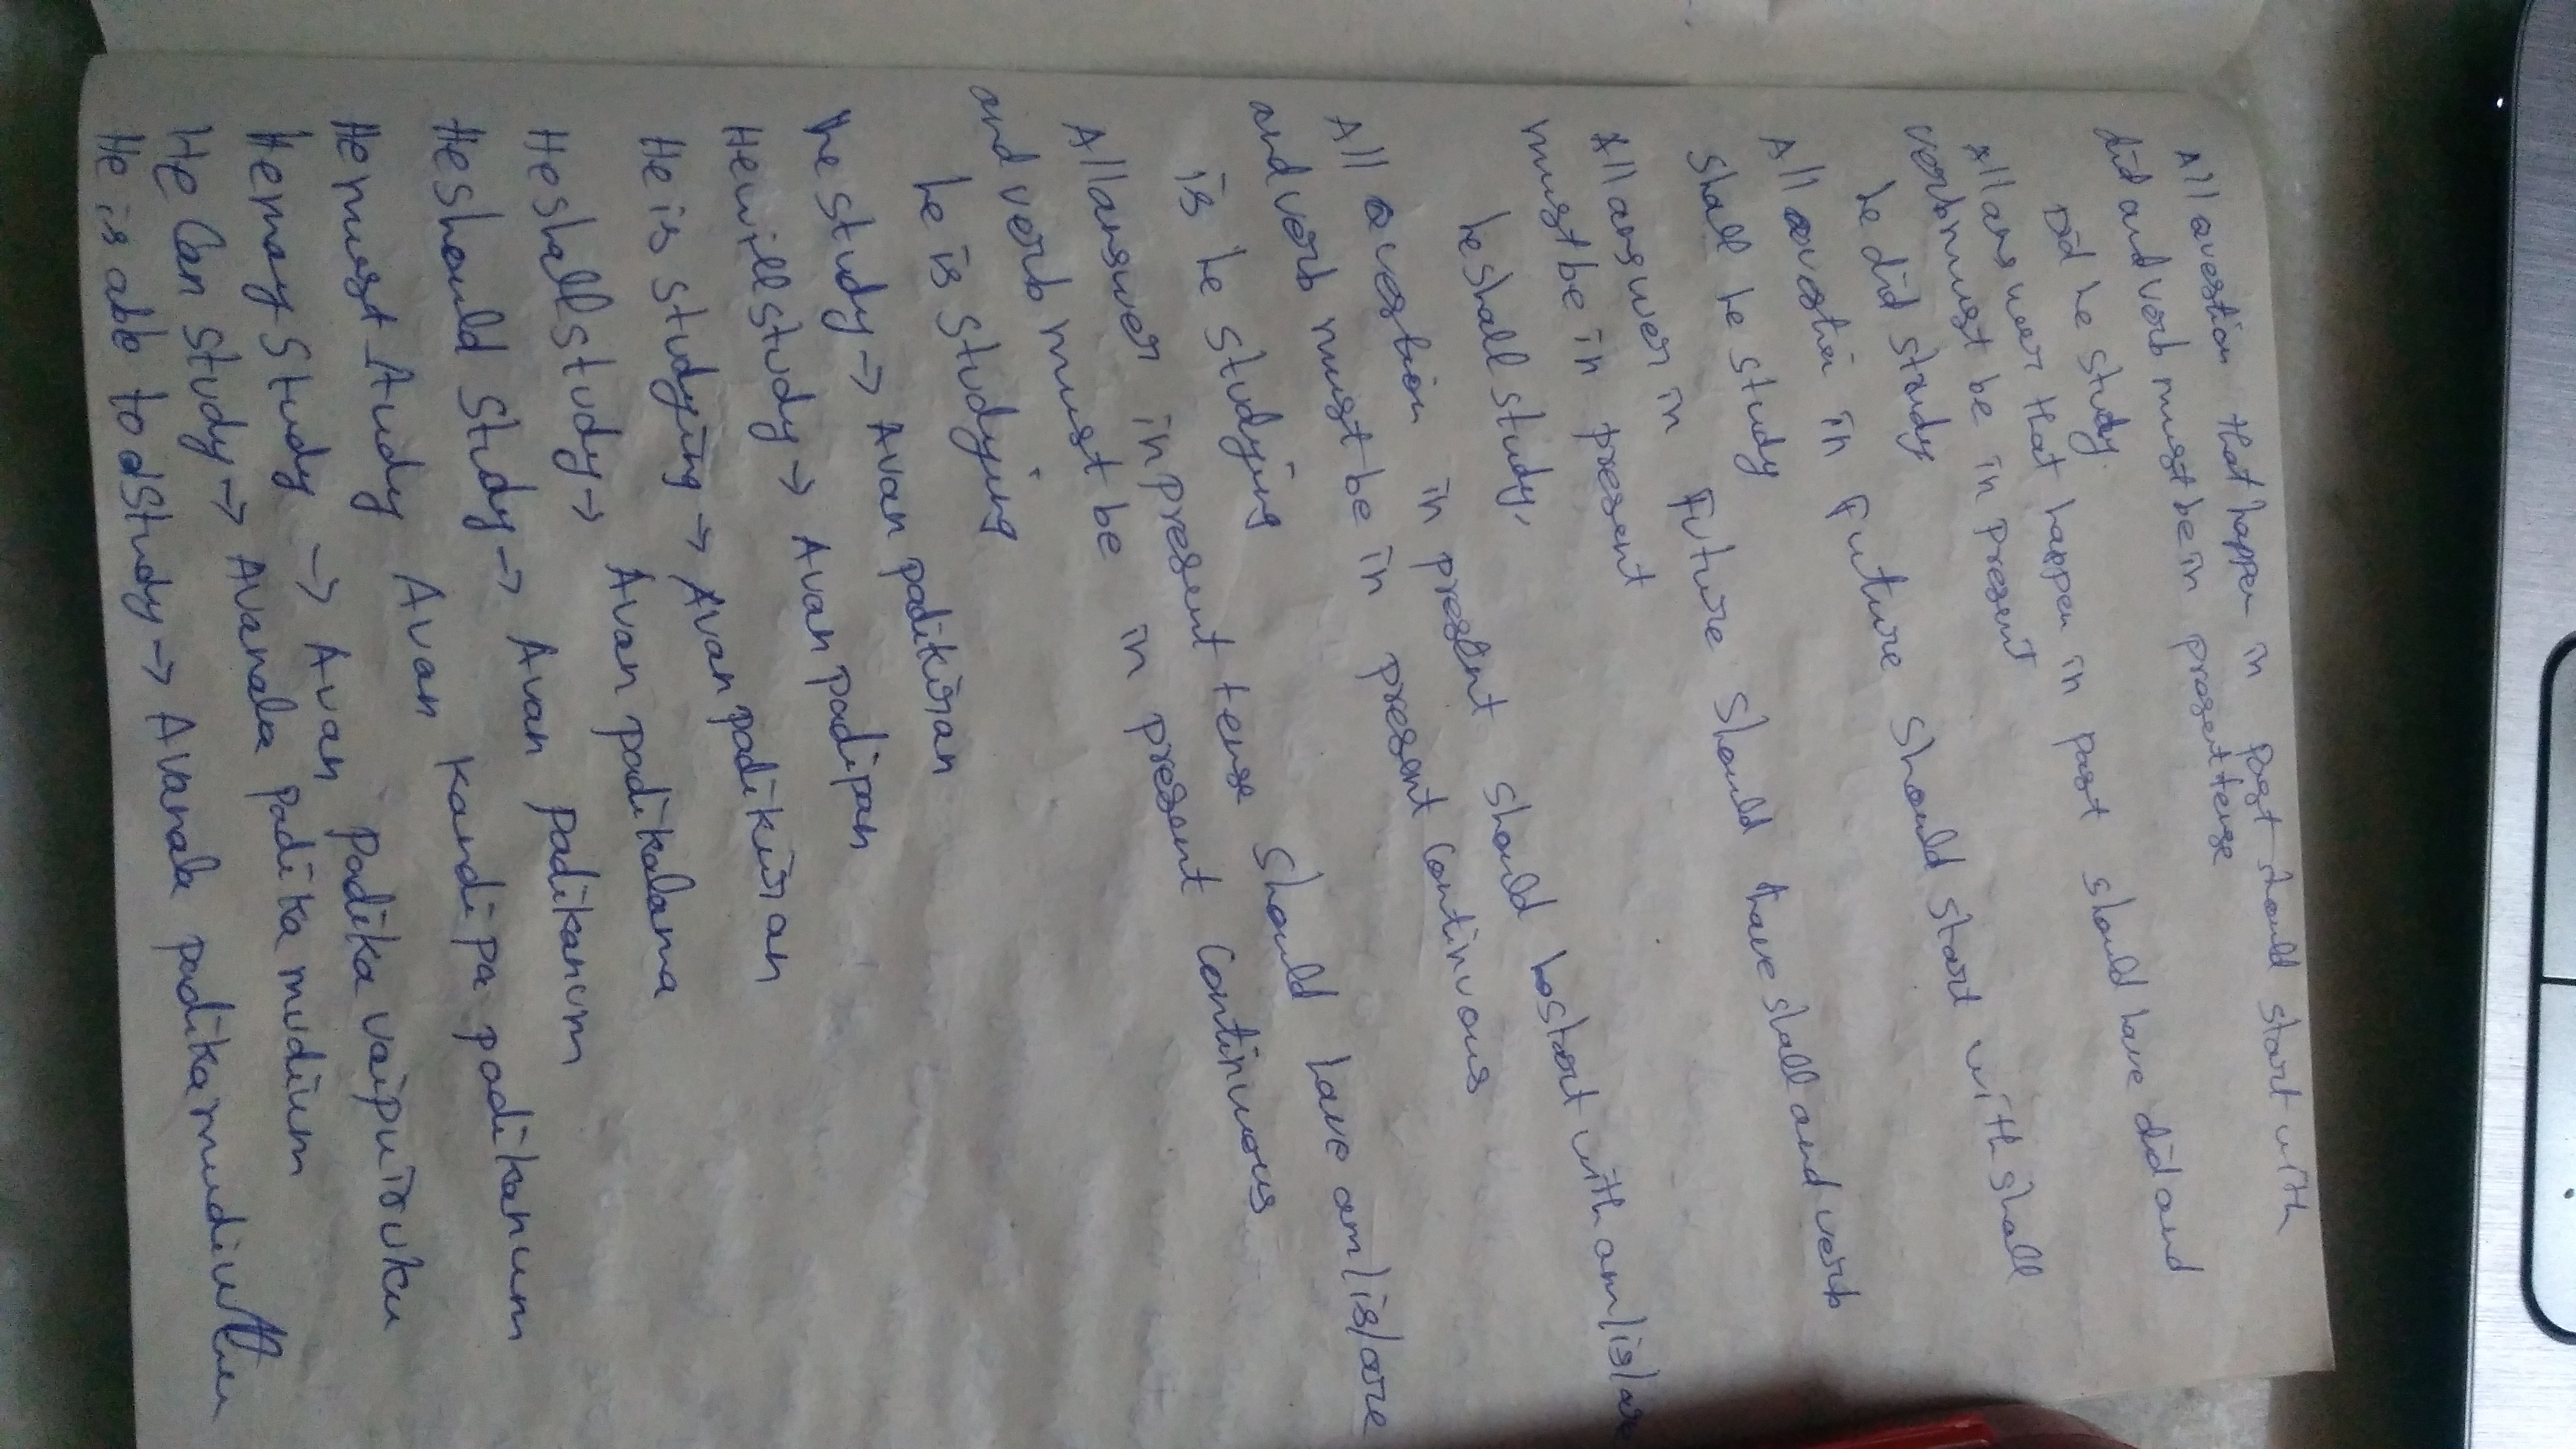 All question that happen in past should start with
did and verb must be in present tense
Did he study.
All answer that happen in past should have did and
verb must be in present
he did study
All question in Future should start with shall
shall he study
All answer in Future should have shall and verb
must be in present
he shall study.
All question in present should start with am/is/are
and verb must be in present continuous
is he studying
All answer in present tense should have am/is/are
and verb must be in present continuous
he is studying
he study → Avan padikiran
He will study → Avan padipan
He is studying → Avan padikiran
He shall study → Avan padikalama
He should study → Avan padikanum
He must study Avan kandipa padikanum
He may study → Avan padika vaipuiruku
He Can study → Avanala padika mudium
He is able to study → Avanala padika mudium